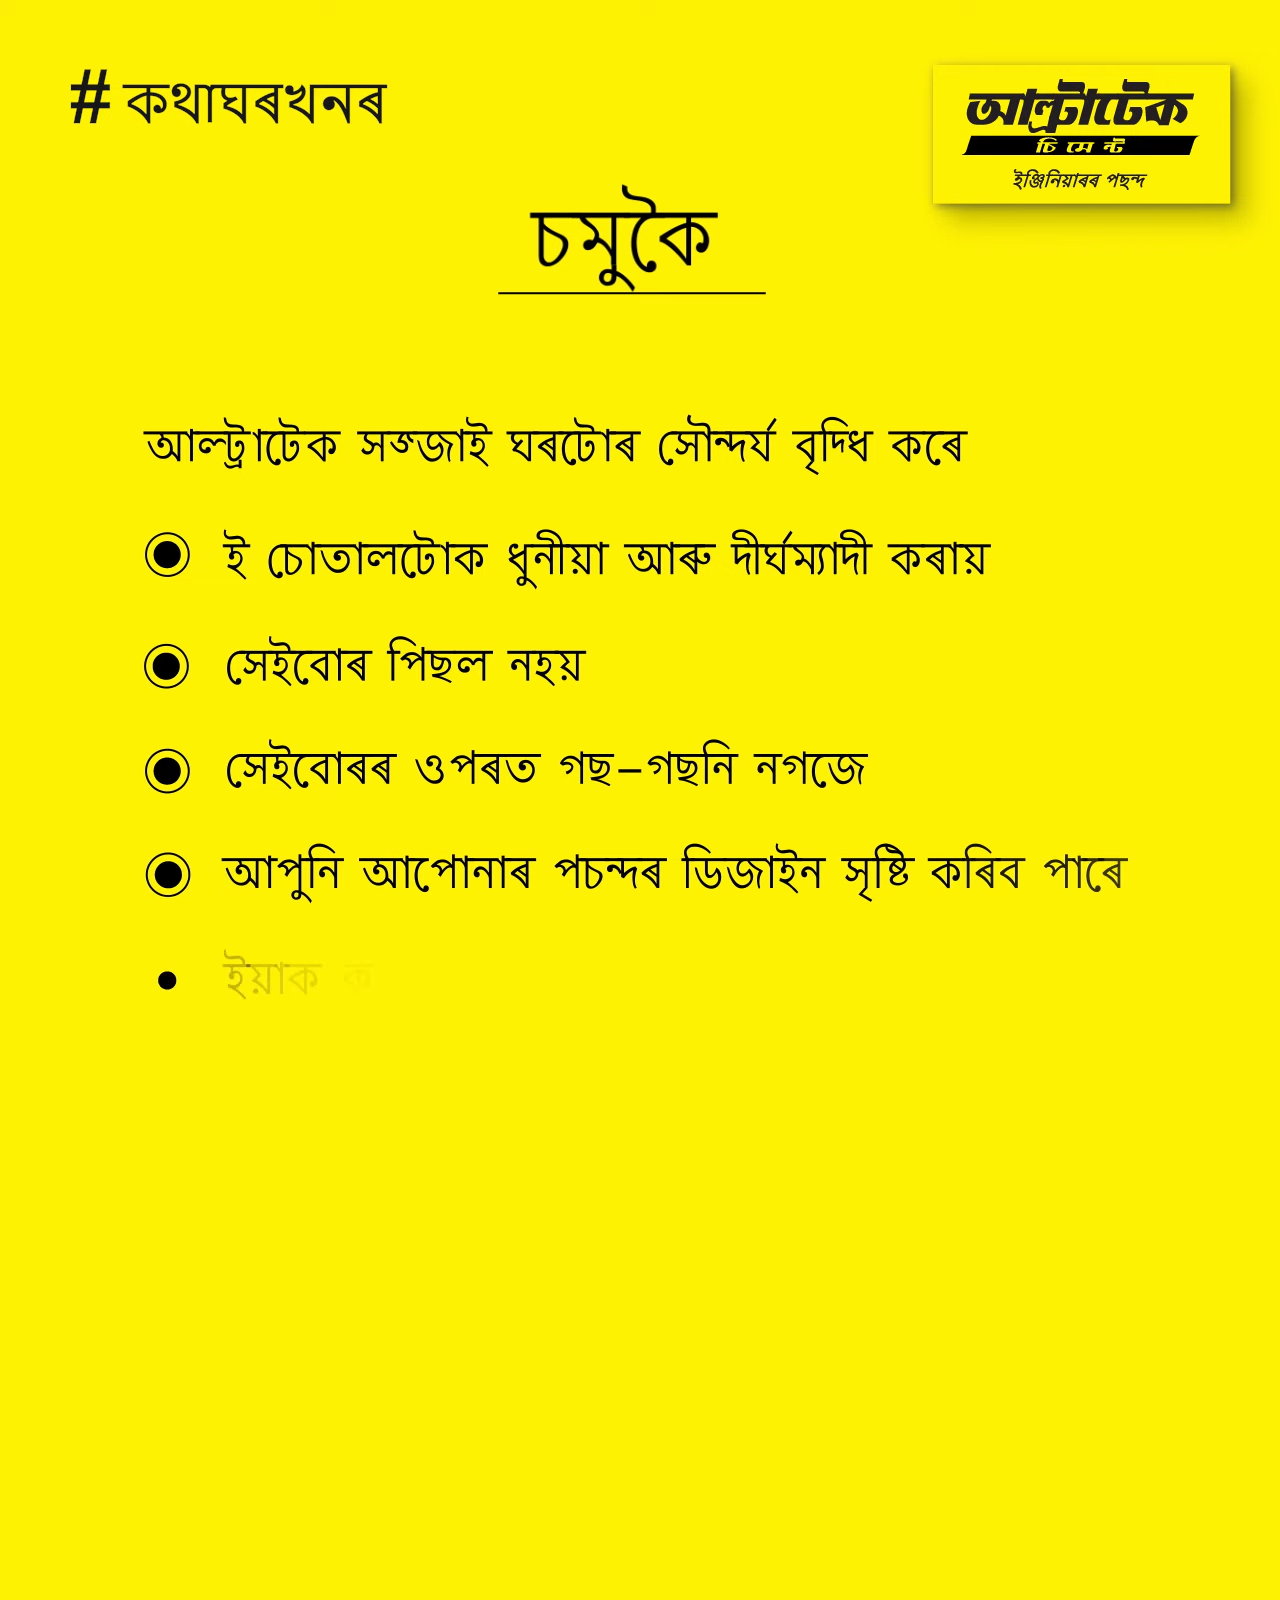 #কথাঘৰখনৰ
আল্ট্ৰাটেক
চিমেন্ট
ইঞ্জিনিয়াৰৰ পছন্দ
চমুকৈ
আল্ট্ৰাটেক সজ্জাই ঘৰটোৰ সৌন্দৰ্য বৃদ্ধি কৰে
ই চোতালটোক ধুনীয়া আৰু দীৰ্ঘম্যাদী কৰায়
সেইবোৰ পিছল নহয়
সেইবোৰৰ ওপৰত গছ–গছনি নগজে
আপুনি আপোনাৰ পচন্দৰ ডিজাইন সৃষ্টি কৰিব পাৰে
ইয়াক